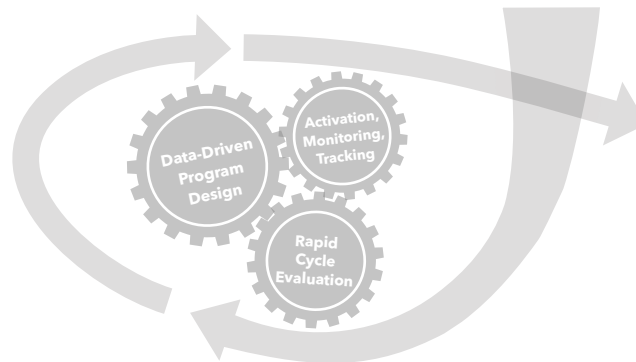 Data-Driven
Program
Design
Activation,
Monitoring,
Tracking
Rapid
Cycle
Evaluation